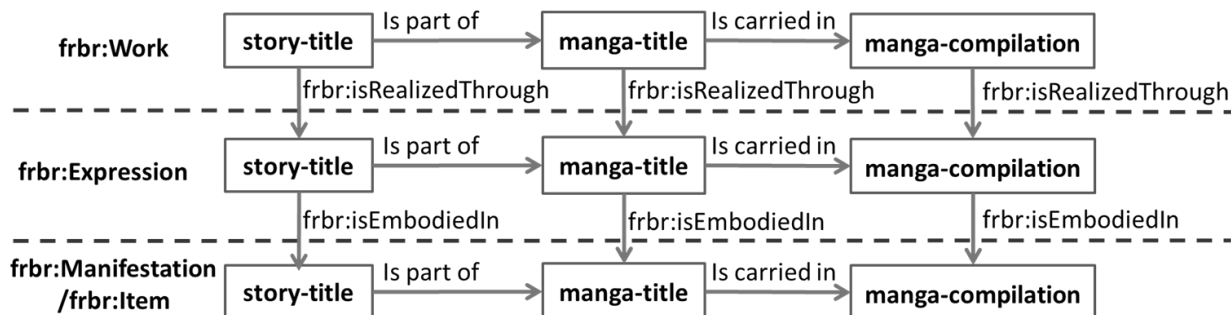 Is part of
Is carried in
frbr:Work
story-title
manga-title
manga-compilation
frbr:isRealizedThrough
frbr:isRealizedThrough
frbr:isRealizedThrough
Is part of
Is carried in
frbr:Expression
story-title
manga-title
manga-compilation
frbr:isEmbodiedIn
frbr:isEmbodiedIn
frbr:isEmbodiedIn
frbr:Manifestation
/frbr:Item
Is part of
Is carried in
story-title
manga-title
manga-compilation